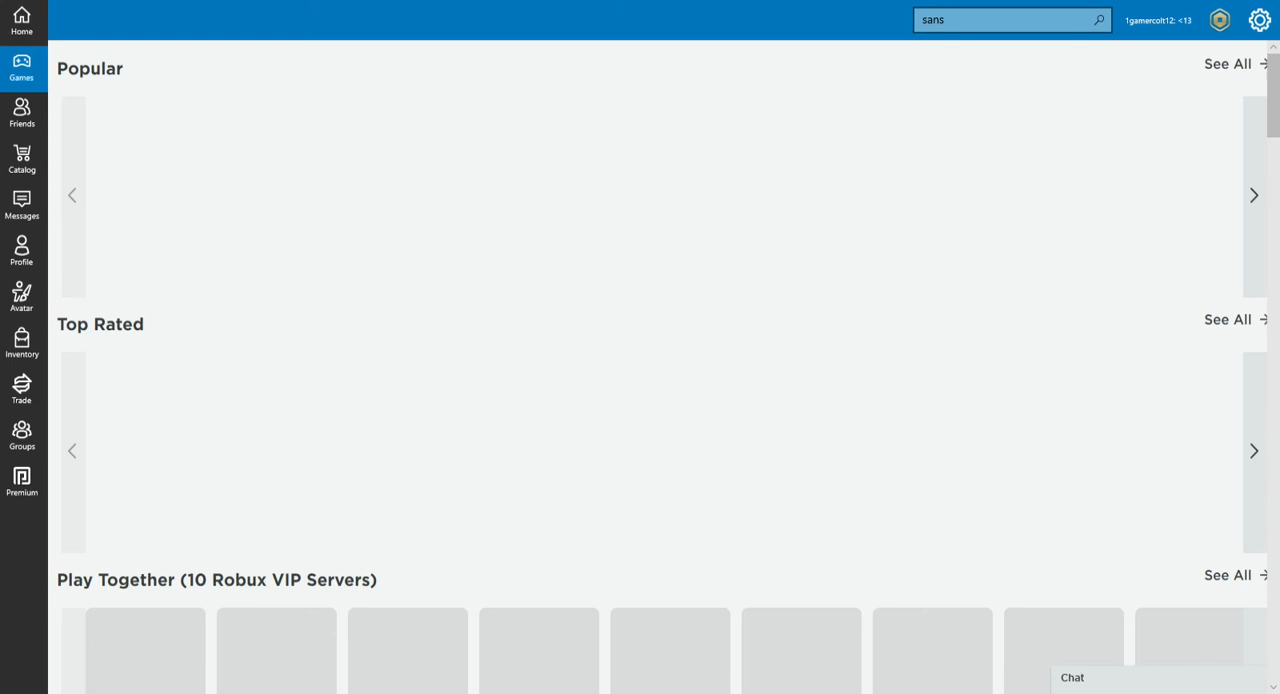 Home
sans
1gamercolt12: <13
Games
Friends
Catalog
Messages
Profile
Avatar
Inventory
Trade
Groups
Premium
Popular
See All
Top Rated
See All
Play Together (10 Robux VIP Servers)
See All
Chat